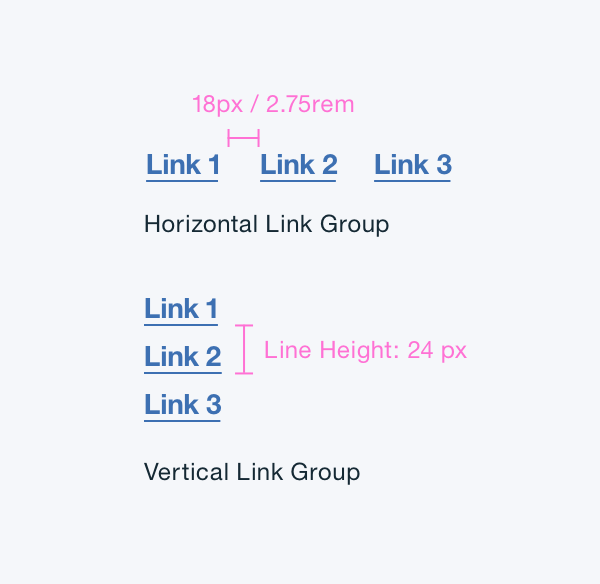 18px / 2.75rem
Link 1 Link 2 Link 3
Horizontal Link Group
Link 1
Link 2
Line Height: 24 px
Link 3
Vertical Link Group